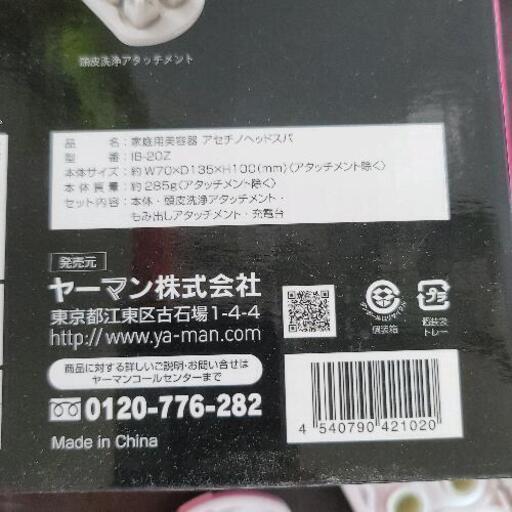 頭皮洗浄アタッチメント
品　　名：家庭用美容器 アセチノヘッドスパ
型　　番：IB-20Z
本体サイズ：約 W70×D135×H100(mm)(アタッチメント除く)
本体質量：約 285g(アタッチメント除く)
セット内容：本体・頭皮洗浄アタッチメント・
もみ出しアタッチメント・充電台
発売元
ヤーマン株式会社
東京都江東区古石場1-4-4
http://www.ya-man.com
商品に対する詳しいご説明・お問い合せは
ヤーマンコールセンターまで
0120-776-282
Made in China
個装箱
プラ
個装袋
トレー
4 540790 421020